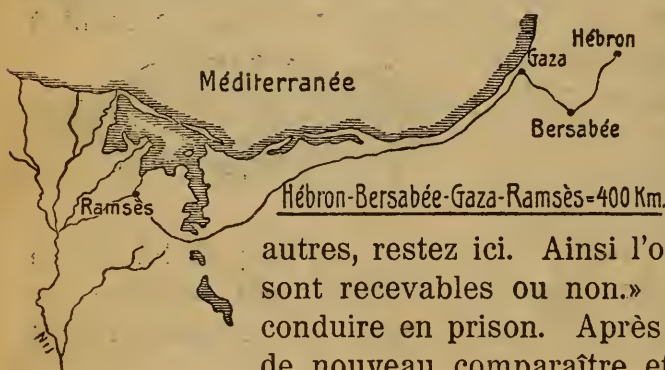 Hébron
Gaza
Méditerranée
Bersabée
Ramsès
Hébron-Bersabée-Gaza-Ramsès=400 Km.
Nil
autres, restez ici. Ainsi l'o
sont recevables ou non.»
conduire en prison. Après
de nouveau comparaître et